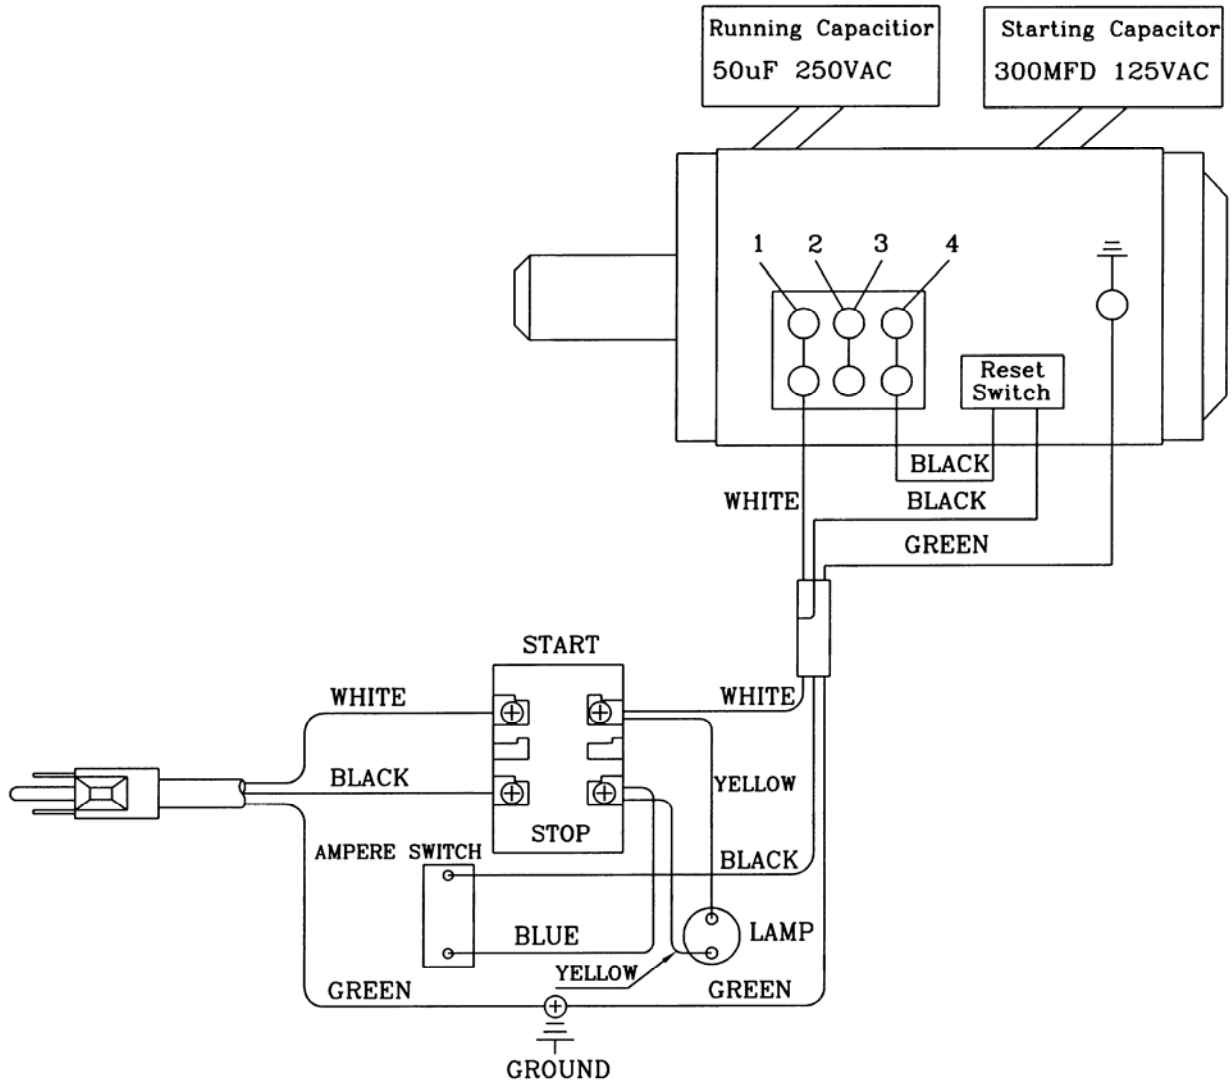 Running Capacitior
50uF 250VAC
Starting Capacitor
300MFD 125VAC
1 2 3 4
Reset
Switch
BLACK
WHITE
BLACK
GREEN
START
WHITE
WHITE
BLACK
YELLOW
STOP
AMPERE SWITCH
BLACK
BLUE
LAMP
YELLOW
GREEN
GREEN
GROUND